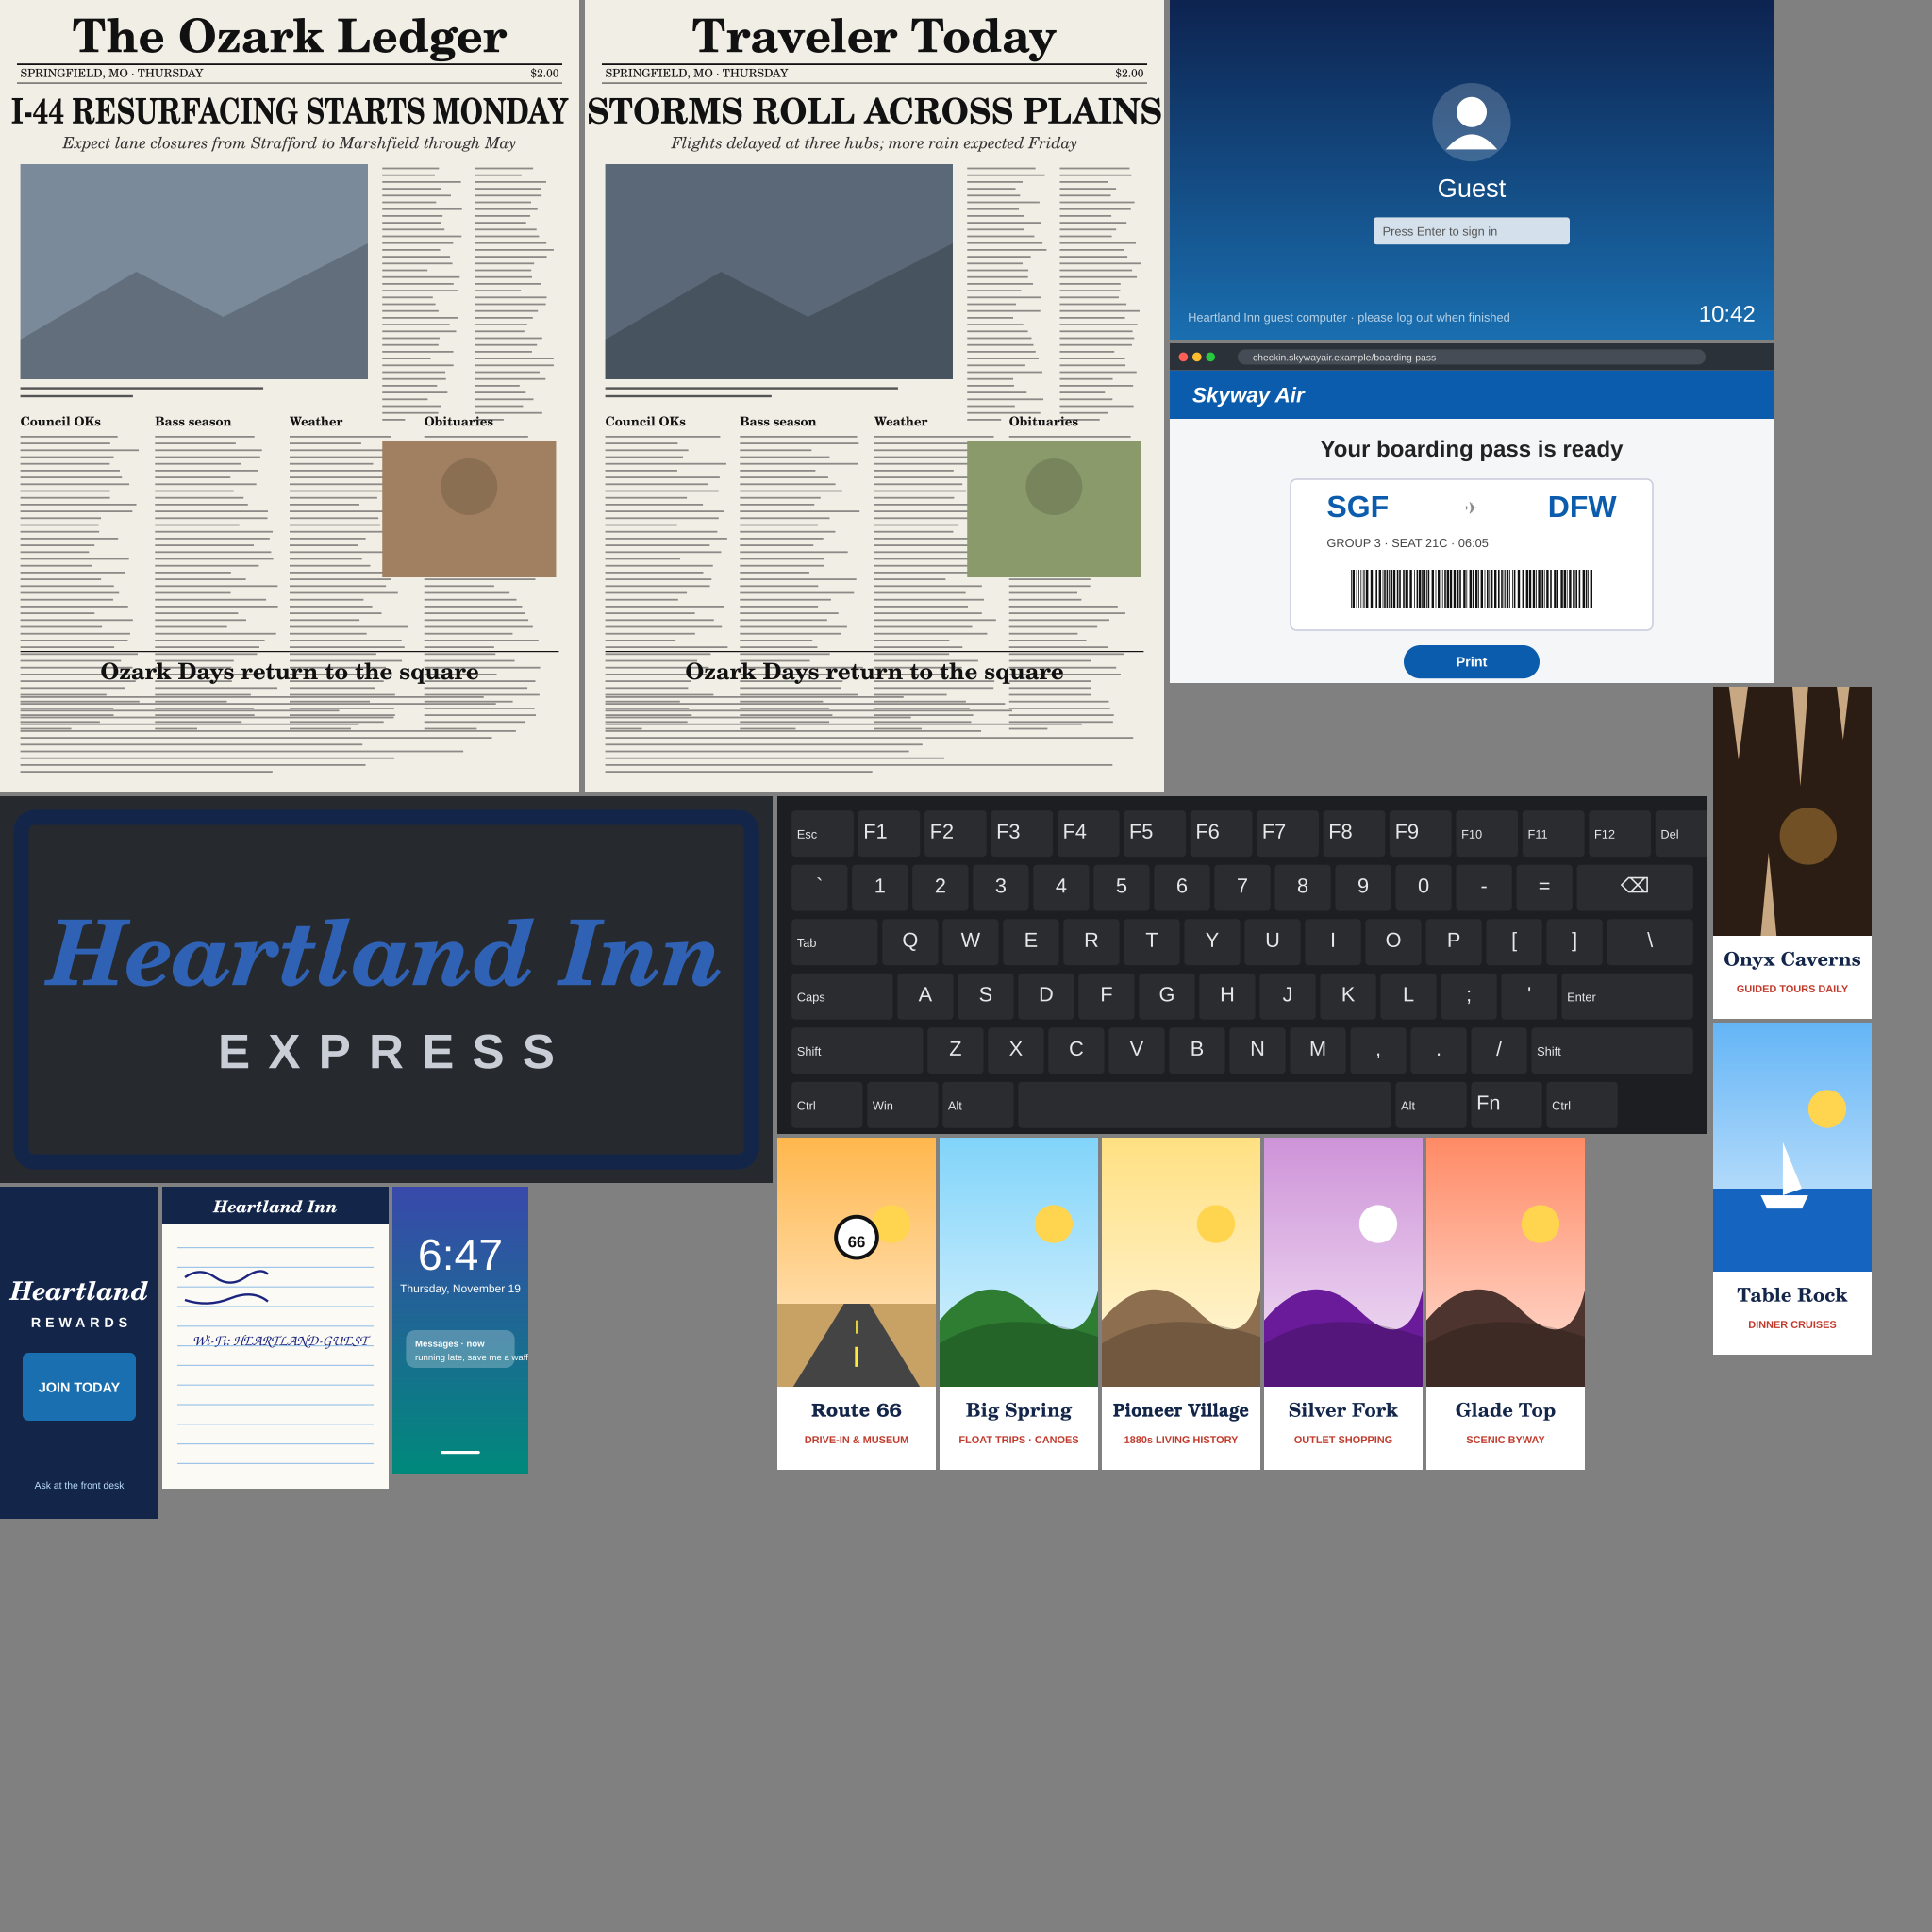 The Ozark Ledger
SPRINGFIELD, MO · THURSDAY $2.00
I-44 RESURFACING STARTS MONDAY
Expect lane closures from Strafford to Marshfield through May
Council OKs Bass season Weather Obituaries
Ozark Days return to the square
Traveler Today
SPRINGFIELD, MO · THURSDAY $2.00
STORMS ROLL ACROSS PLAINS
Flights delayed at three hubs; more rain expected Friday
Council OKs Bass season Weather Obituaries
Ozark Days return to the square
Guest
Press Enter to sign in
Heartland Inn guest computer · please log out when finished 10:42
checkin.skywayair.example/boarding-pass
Skyway Air
Your boarding pass is ready
SGF ✈ DFW
GROUP 3 · SEAT 21C · 06:05
Print
Heartland Inn
EXPRESS
Esc F1 F2 F3 F4 F5 F6 F7 F8 F9 F10 F11 F12 Del
` 1 2 3 4 5 6 7 8 9 0 - = ⌫
Tab Q W E R T Y U I O P [ ] \
Caps A S D F G H J K L ; ' Enter
Shift Z X C V B N M , . / Shift
Ctrl Win Alt Alt Fn Ctrl
Onyx Caverns
GUIDED TOURS DAILY
Table Rock
DINNER CRUISES
Heartland
REWARDS
JOIN TODAY
Ask at the front desk
Heartland Inn
Wi-Fi: HEARTLAND-GUEST
6:47
Thursday, November 19
Messages · now
running late, save me a waff
66
Route 66
DRIVE-IN & MUSEUM
Big Spring
FLOAT TRIPS · CANOES
Pioneer Village
1880s LIVING HISTORY
Silver Fork
OUTLET SHOPPING
Glade Top
SCENIC BYWAY